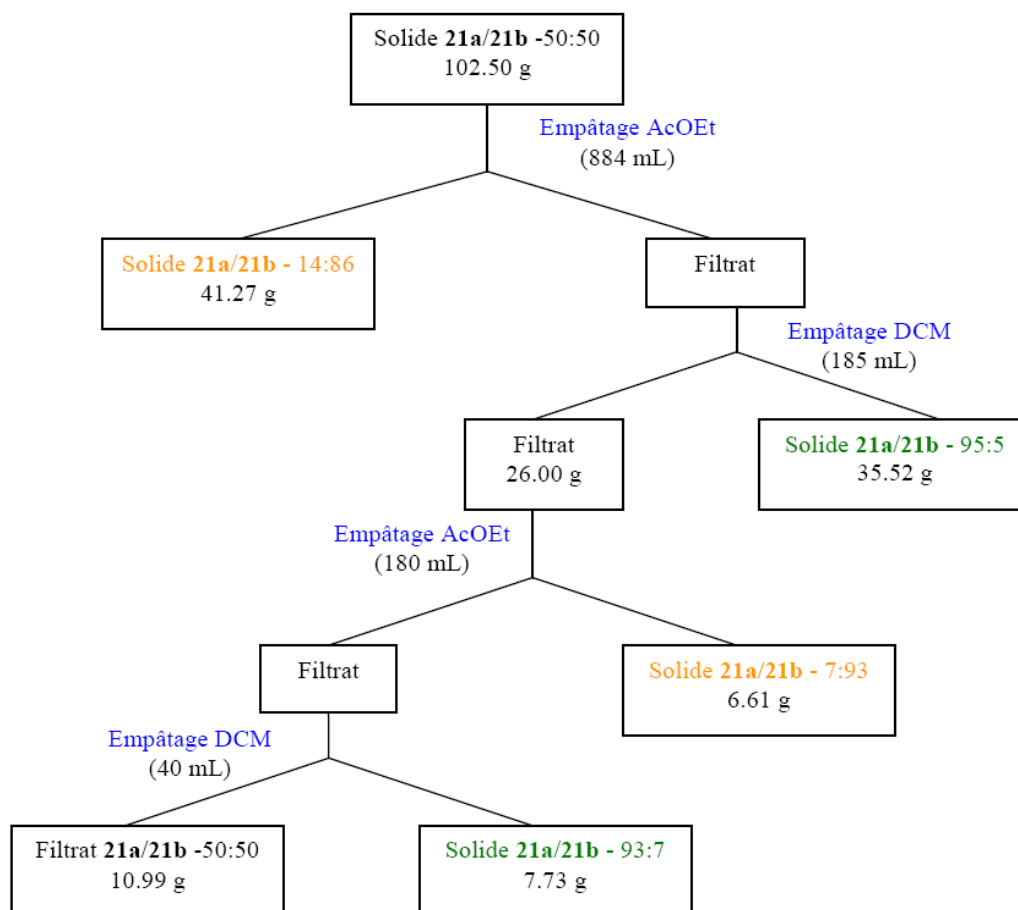 Solide 21a/21b -50:50
102.50 g
Empâtage AcOEt
(884 mL)
Solide 21a/21b - 14:86
41.27 g
Filtrat
Empâtage DCM
(185 mL)
Filtrat
26.00 g
Solide 21a/21b - 95:5
35.52 g
Empâtage AcOEt
(180 mL)
Filtrat
Solide 21a/21b - 7:93
6.61 g
Empâtage DCM
(40 mL)
Filtrat 21a/21b -50:50
10.99 g
Solide 21a/21b - 93:7
7.73 g